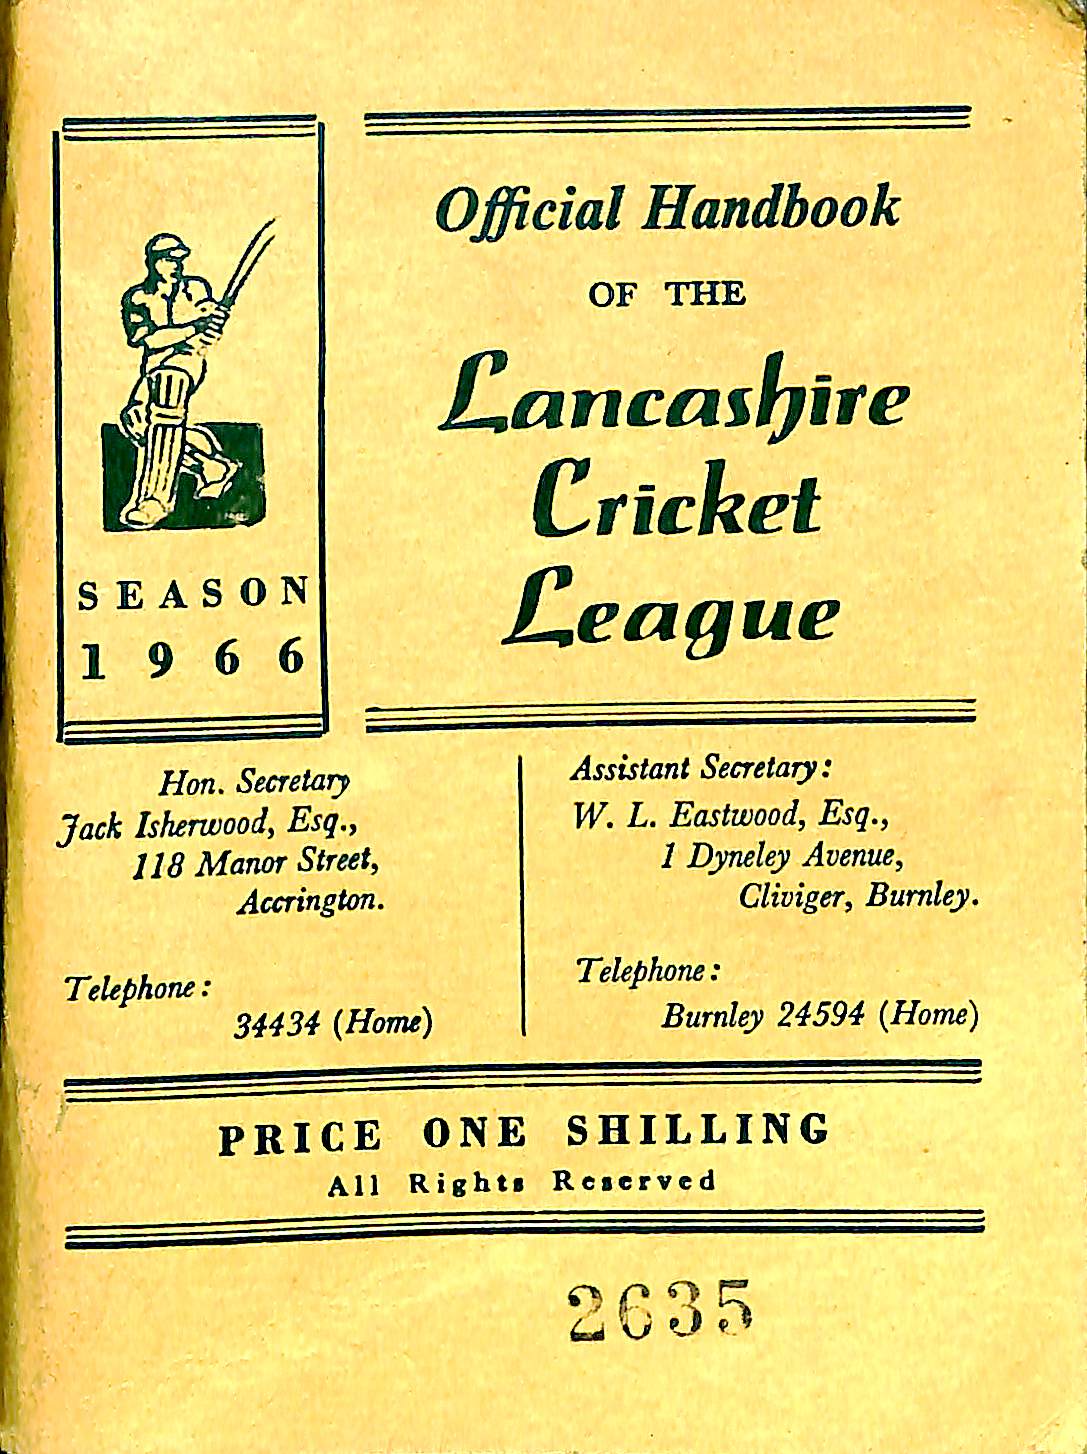 Official Handbook
OF THE
Lancashire
Cricket
League
SEASON
1966
Hon. Secretary
Jack Isherwood, Esq.,
118 Manor Street,
Accrington.
Telephone:
34434 (Home)
Assistant Secretary:
W. L. Eastwood, Esq.,
1 Dyneley Avenue,
Cliviger, Burnley.
Telephone:
Burnley 24594 (Home)
PRICE ONE SHILLING
All Rights Reserved
2635